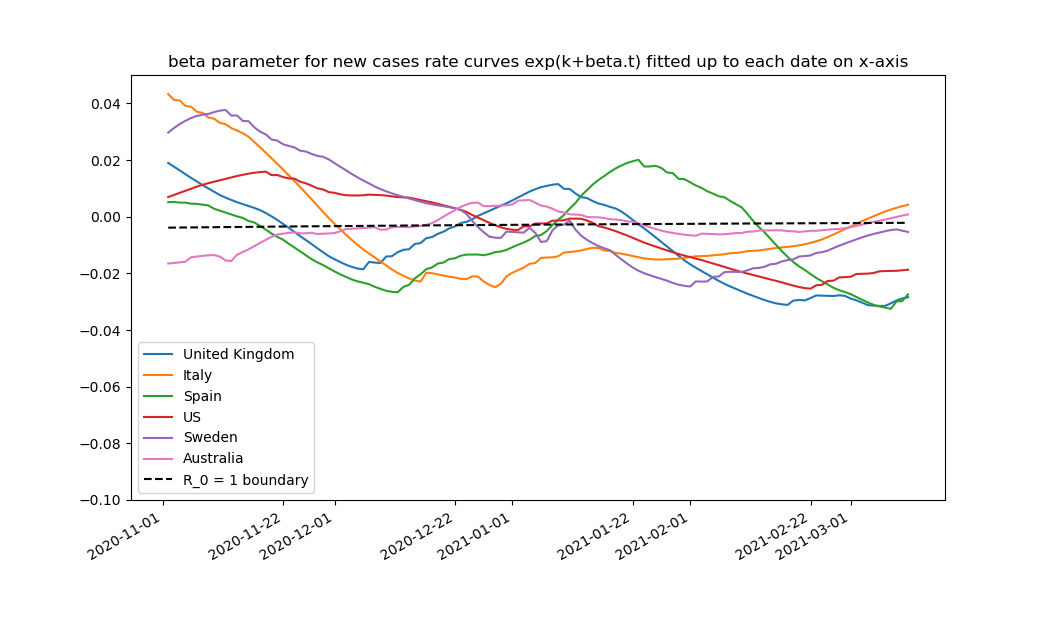 beta parameter for new cases rate curves exp(k+beta.t) fitted up to each date on x-axis
0.04
0.02
0.00
−0.02
−0.04
−0.06
−0.08
−0.10
United Kingdom
Italy
Spain
US
Sweden
Australia
R_0 = 1 boundary
2020-11-01
2020-11-22
2020-12-01
2020-12-22
2021-01-01
2021-01-22
2021-02-01
2021-02-22
2021-03-01